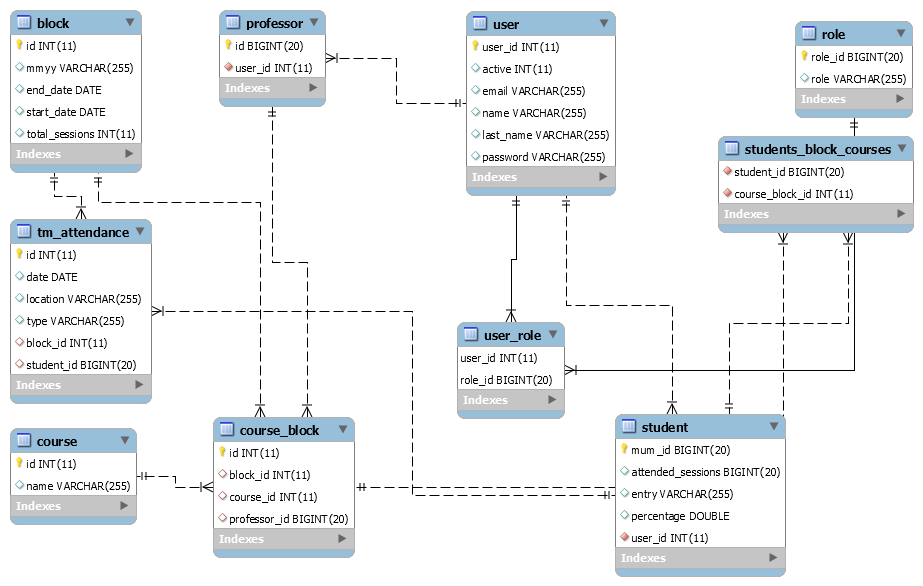 block
id INT(11)
mmyy VARCHAR(255)
end_date DATE
start_date DATE
total_sessions INT(11)
Indexes
professor
id BIGINT(20)
user_id INT(11)
Indexes
user
user_id INT(11)
active INT(11)
email VARCHAR(255)
name VARCHAR(255)
last_name VARCHAR(255)
password VARCHAR(255)
Indexes
role
role_id BIGINT(20)
role VARCHAR(255)
Indexes
students_block_courses
student_id BIGINT(20)
course_block_id INT(11)
Indexes
tm_attendance
id INT(11)
date DATE
location VARCHAR(255)
type VARCHAR(255)
block_id INT(11)
student_id BIGINT(20)
Indexes
user_role
user_id INT(11)
role_id BIGINT(20)
Indexes
course
id INT(11)
name VARCHAR(255)
Indexes
course_block
id INT(11)
block_id INT(11)
course_id INT(11)
professor_id BIGINT(20)
Indexes
student
mum_id BIGINT(20)
attended_sessions BIGINT(20)
entry VARCHAR(255)
percentage DOUBLE
user_id INT(11)
Indexes